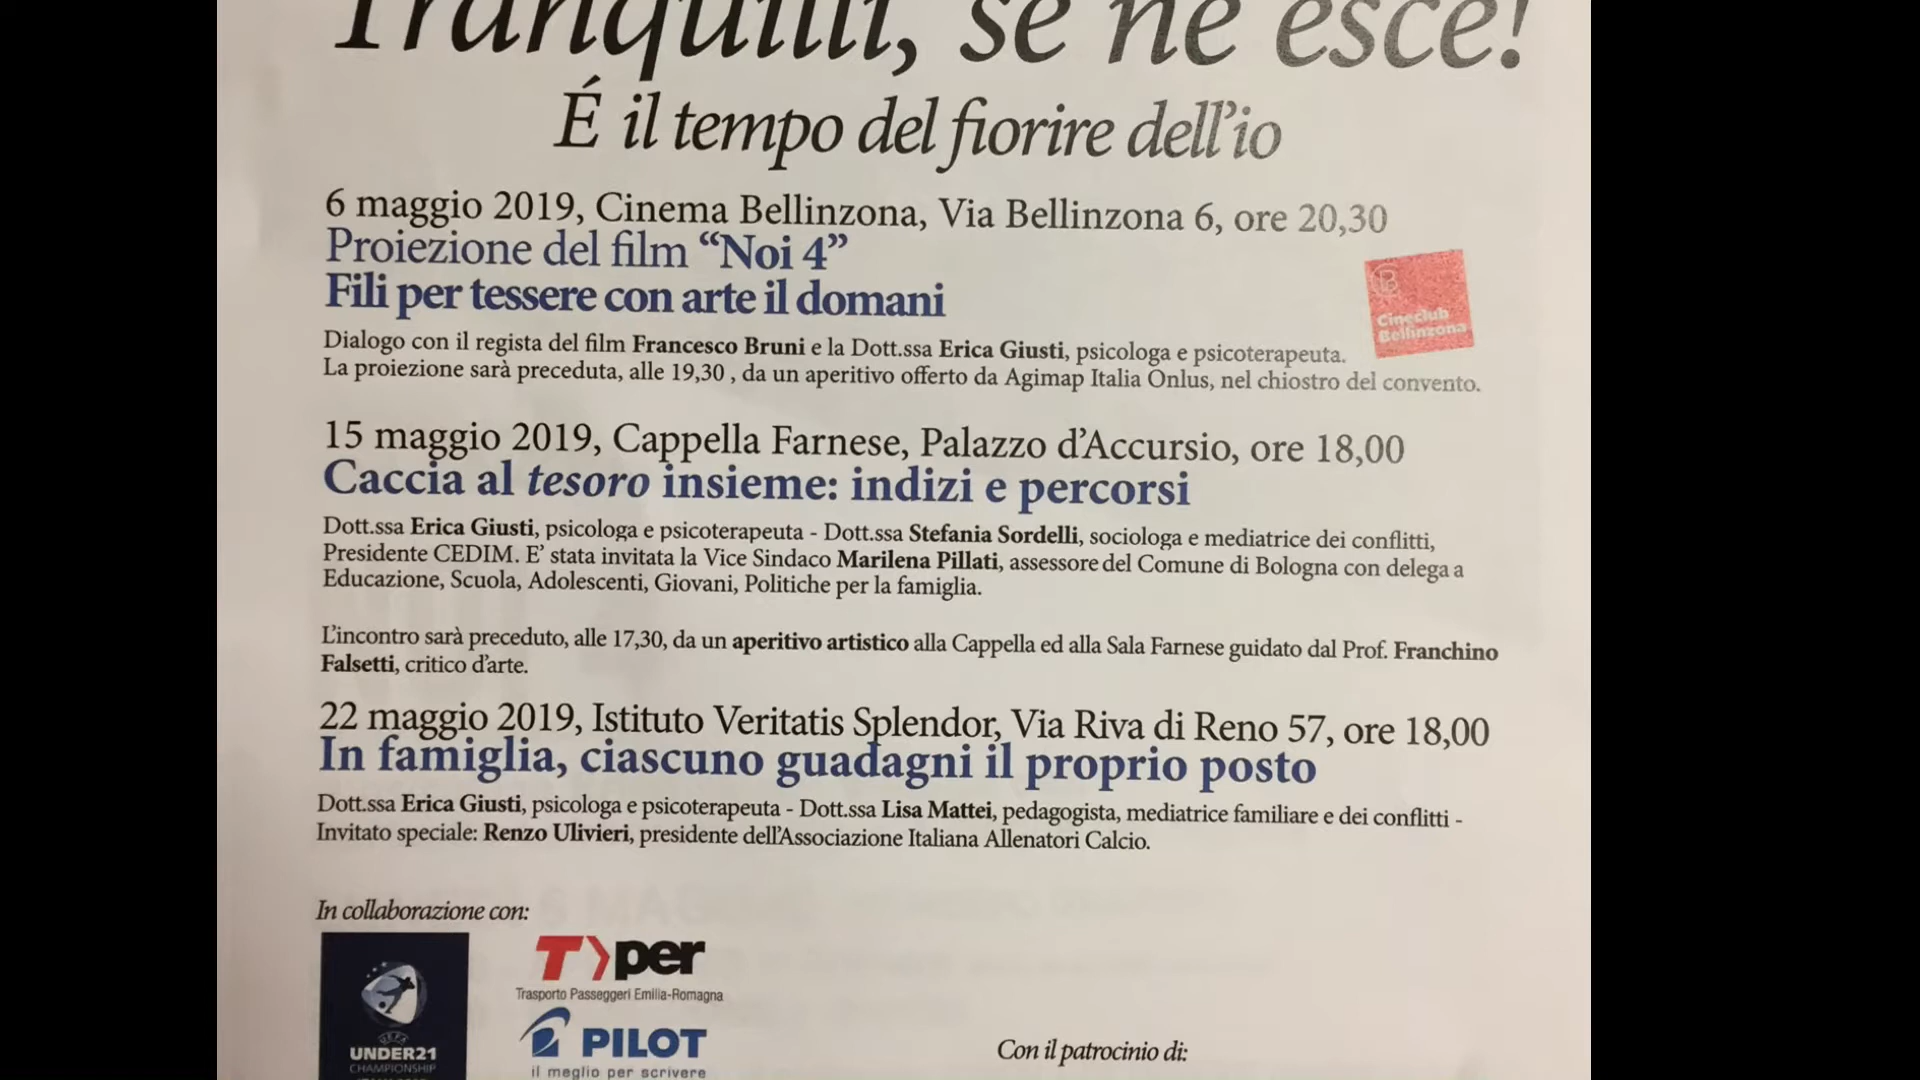 Tranquilli, se ne esce!
É il tempo del fiorire dell'io
6 maggio 2019, Cinema Bellinzona, Via Bellinzona 6, ore 20,30
Proiezione del film “Noi 4”
Fili per tessere con arte il domani
Cineclub
Bellinzona
Dialogo con il regista del film Francesco Bruni e la Dott.ssa Erica Giusti, psicologa e psicoterapeuta.
La proiezione sarà preceduta, alle 19,30 , da un aperitivo offerto da Agimap Italia Onlus, nel chiostro del convento.
15 maggio 2019, Cappella Farnese, Palazzo d'Accursio, ore 18,00
Caccia al tesoro insieme: indizi e percorsi
Dott.ssa Erica Giusti, psicologa e psicoterapeuta - Dott.ssa Stefania Sordelli, sociologa e mediatrice dei conflitti,
Presidente CEDIM. E' stata invitata la Vice Sindaco Marilena Pillati, assessore del Comune di Bologna con delega a
Educazione, Scuola, Adolescenti, Giovani, Politiche per la famiglia.
L'incontro sarà preceduto, alle 17,30, da un aperitivo artistico alla Cappella ed alla Sala Farnese guidato dal Prof. Franchino
Falsetti, critico d'arte.
22 maggio 2019, Istituto Veritatis Splendor, Via Riva di Reno 57, ore 18,00
In famiglia, ciascuno guadagni il proprio posto
Dott.ssa Erica Giusti, psicologa e psicoterapeuta - Dott.ssa Lisa Mattei, pedagogista, mediatrice familiare e dei conflitti -
Invitato speciale: Renzo Ulivieri, presidente dell'Associazione Italiana Allenatori Calcio.
In collaborazione con:
T>per
Trasporto Passeggeri Emilia-Romagna
PILOT
il meglio per scrivere
UEFA
UNDER21
CHAMPIONSHIP
Con il patrocinio di: